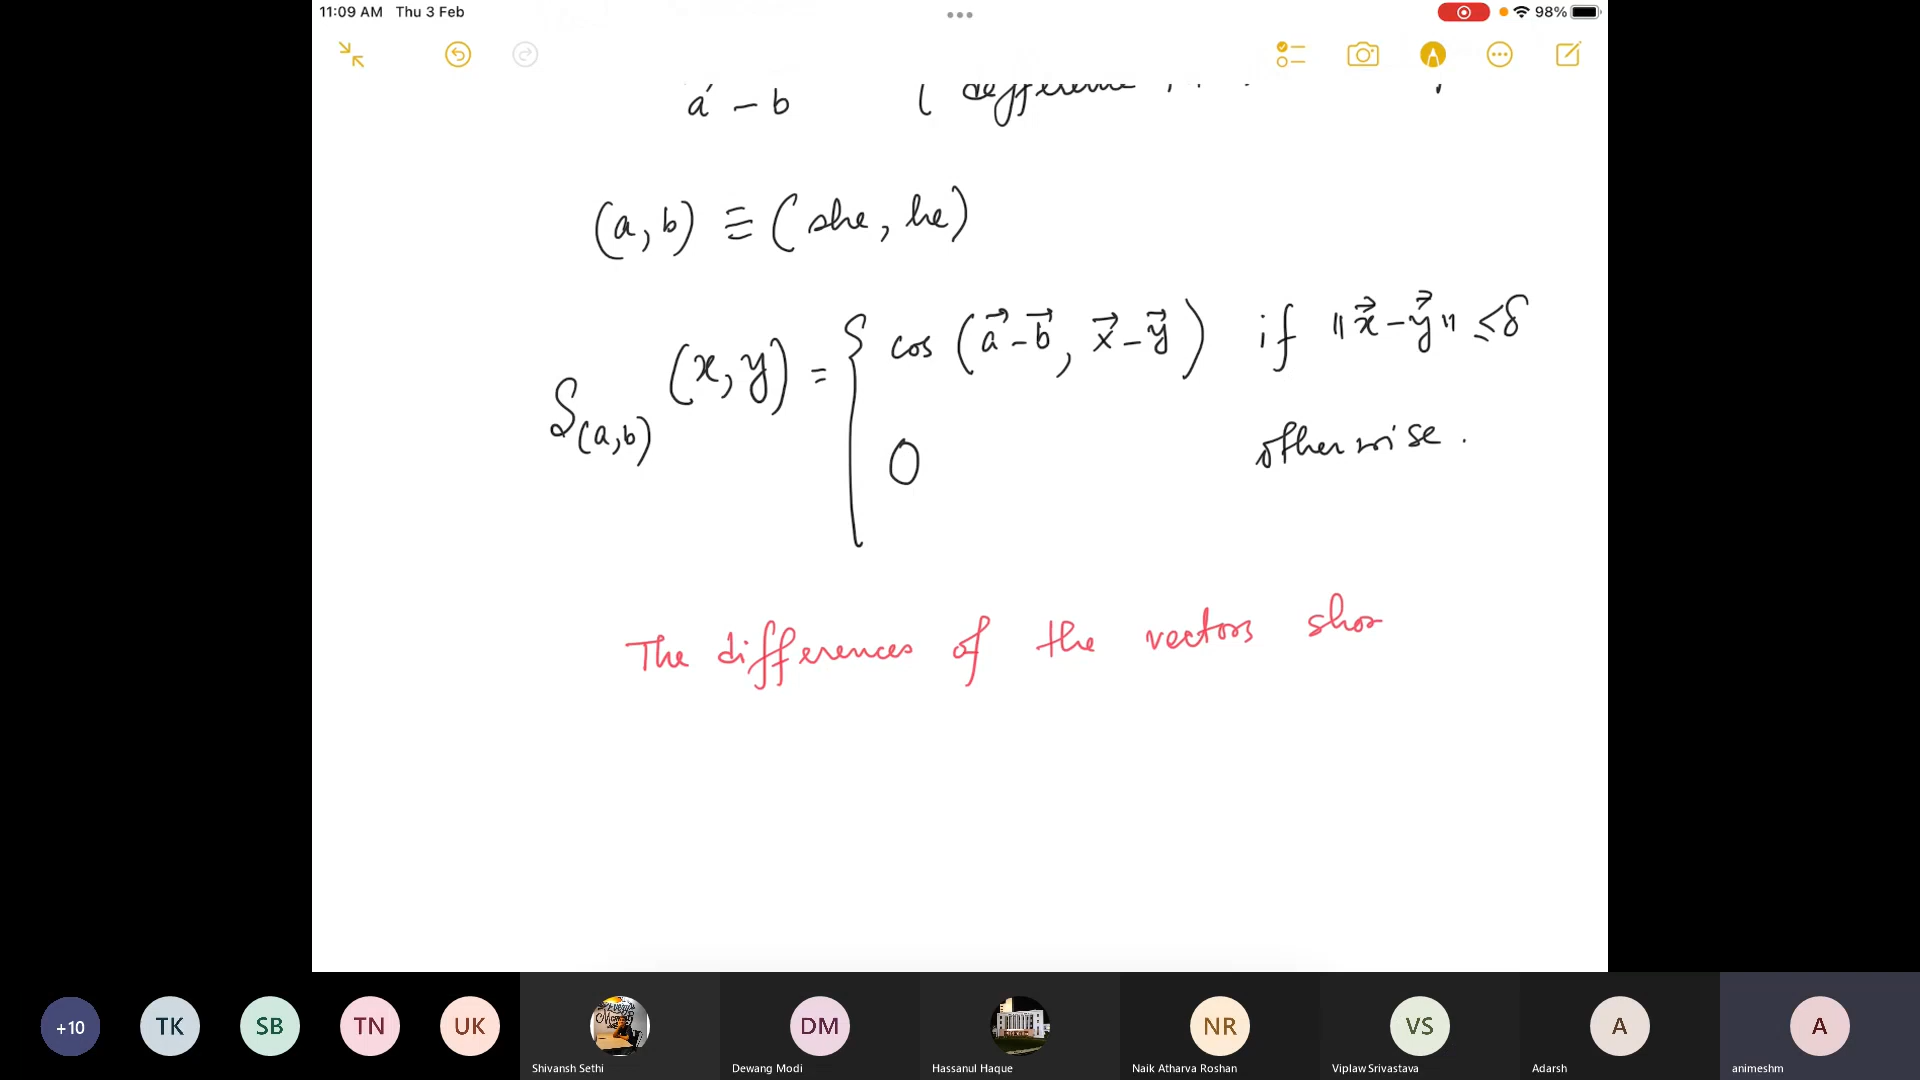 11:09 AM Thu 3 Feb
98%
a - b ( difference
(a, b) ≡ (she, he)
S(a,b) (x, y) = { cos (a⃗ - b⃗, x⃗ - y⃗) if ‖x⃗ - y⃗‖ ≤ δ
0 otherwise.
The differences of the vectors shor
+10 TK SB TN UK DM NR VS A A
Shivansh Sethi Dewang Modi Hassanul Haque Naik Atharva Roshan Viplaw Srivastava Adarsh animeshm